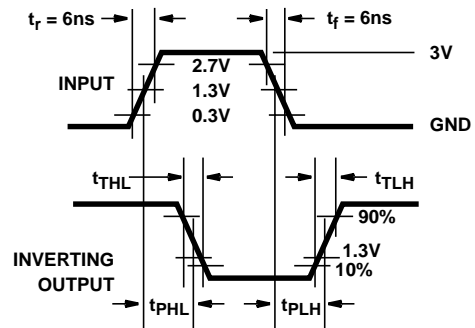 tr = 6ns
tf = 6ns
3V
INPUT
2.7V
1.3V
0.3V
GND
tTHL
tTLH
90%
INVERTING
OUTPUT
1.3V
10%
tPHL
tPLH